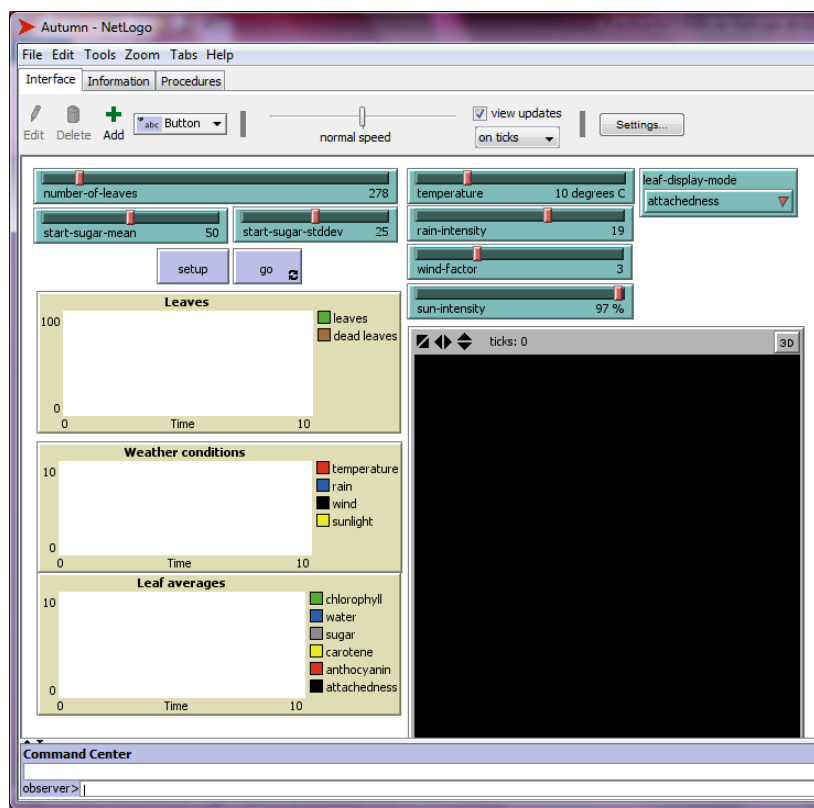 Autumn - NetLogo
File Edit Tools Zoom Tabs Help
Interface Information Procedures
Edit Delete Add abc Button normal speed view updates on ticks Settings...
number-of-leaves 278
start-sugar-mean 50 start-sugar-stddev 25
setup go
temperature 10 degrees C
rain-intensity 19
wind-factor 3
sun-intensity 97 %
leaf-display-mode
attachedness
Leaves
100
0
0 Time 10
leaves
dead leaves
Weather conditions
10
0
0 Time 10
temperature
rain
wind
sunlight
Leaf averages
10
0
0 Time 10
chlorophyll
water
sugar
carotene
anthocyanin
attachedness
ticks: 0 3D
Command Center
observer>